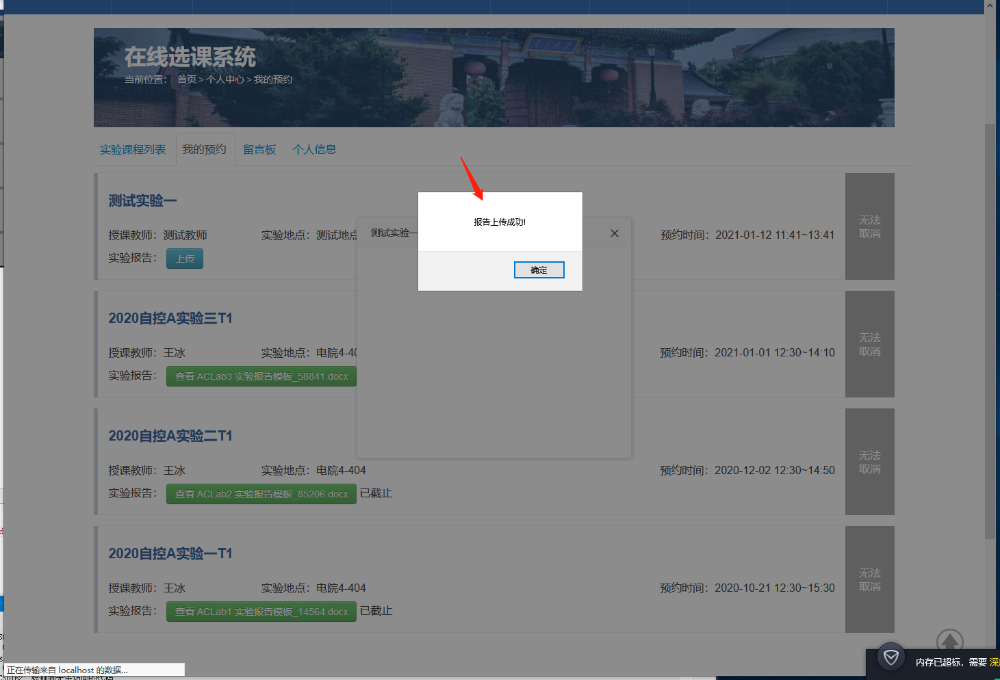 在线选课系统
当前位置： 首页 > 个人中心 > 我的预约
实验课程列表 我的预约 留言板 个人信息
测试实验一
授课教师：测试教师 实验地点：测试地点 预约时间：2021-01-12 11:41~13:41
实验报告： 上传
无法
取消
测试实验一
报告上传成功!
确定
2020自控A实验三T1
授课教师：王冰 实验地点：电院4-40 预约时间：2021-01-01 12:30~14:10
实验报告： 查看 ACLab3 实验报告模板_58841.docx
无法
取消
2020自控A实验二T1
授课教师：王冰 实验地点：电院4-404 预约时间：2020-12-02 12:30~14:50
实验报告： 查看 ACLab2 实验报告模板_85206.docx 已截止
无法
取消
2020自控A实验一T1
授课教师：王冰 实验地点：电院4-404 预约时间：2020-10-21 12:30~15:30
实验报告： 查看 ACLab1 实验报告模板_14564.docx 已截止
无法
取消
正在传输来自 localhost 的数据...
内存已超标，需要